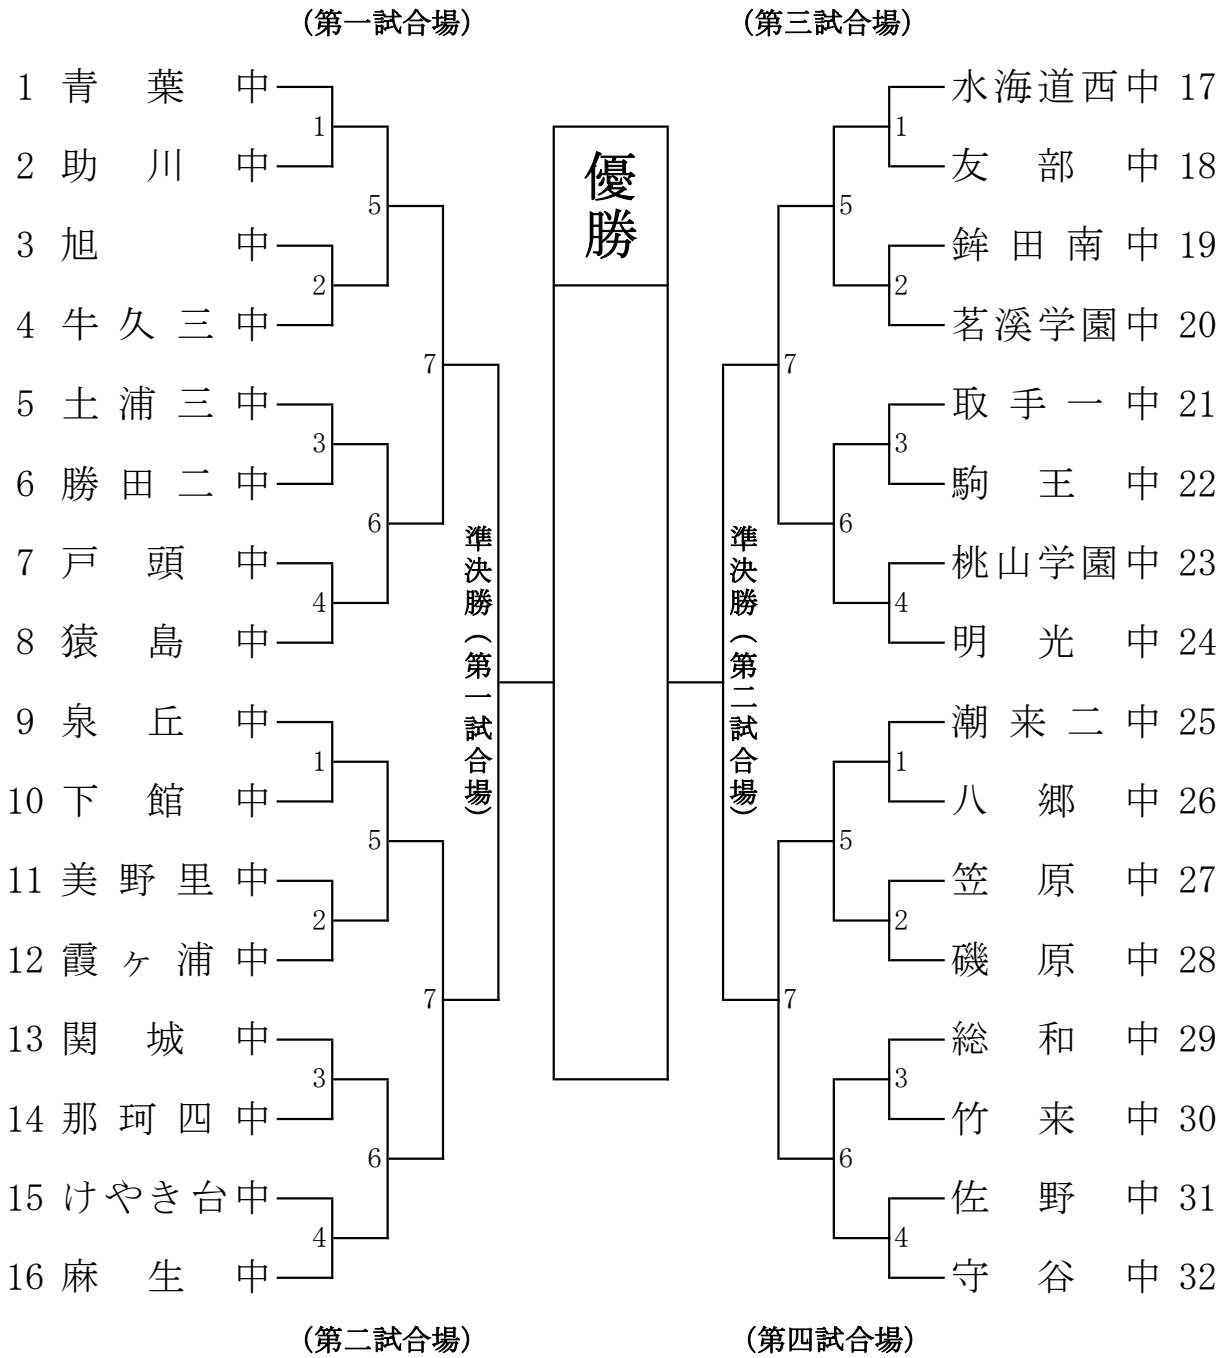 (第一試合場)
1 青葉中
2 助川中
3 旭中
4 牛久三中
5 土浦三中
6 勝田二中
7 戸頭中
8 猿島中
9 泉丘中
10 下館中
11 美野里中
12 霞ヶ浦中
13 関城中
14 那珂四中
15 けやき台中
16 麻生中
(第二試合場)
1
2
3
4
1
2
3
4
5
6
5
6
7
7
準決勝(第一試合場)
優勝
準決勝(第二試合場)
7
7
5
6
5
6
1
2
3
4
1
2
3
4
(第三試合場)
水海道西中 17
友部中 18
鉾田南中 19
茗溪学園中 20
取手一中 21
駒王中 22
桃山学園中 23
明光中 24
潮来二中 25
八郷中 26
笠原中 27
磯原中 28
総和中 29
竹来中 30
佐野中 31
守谷中 32
(第四試合場)